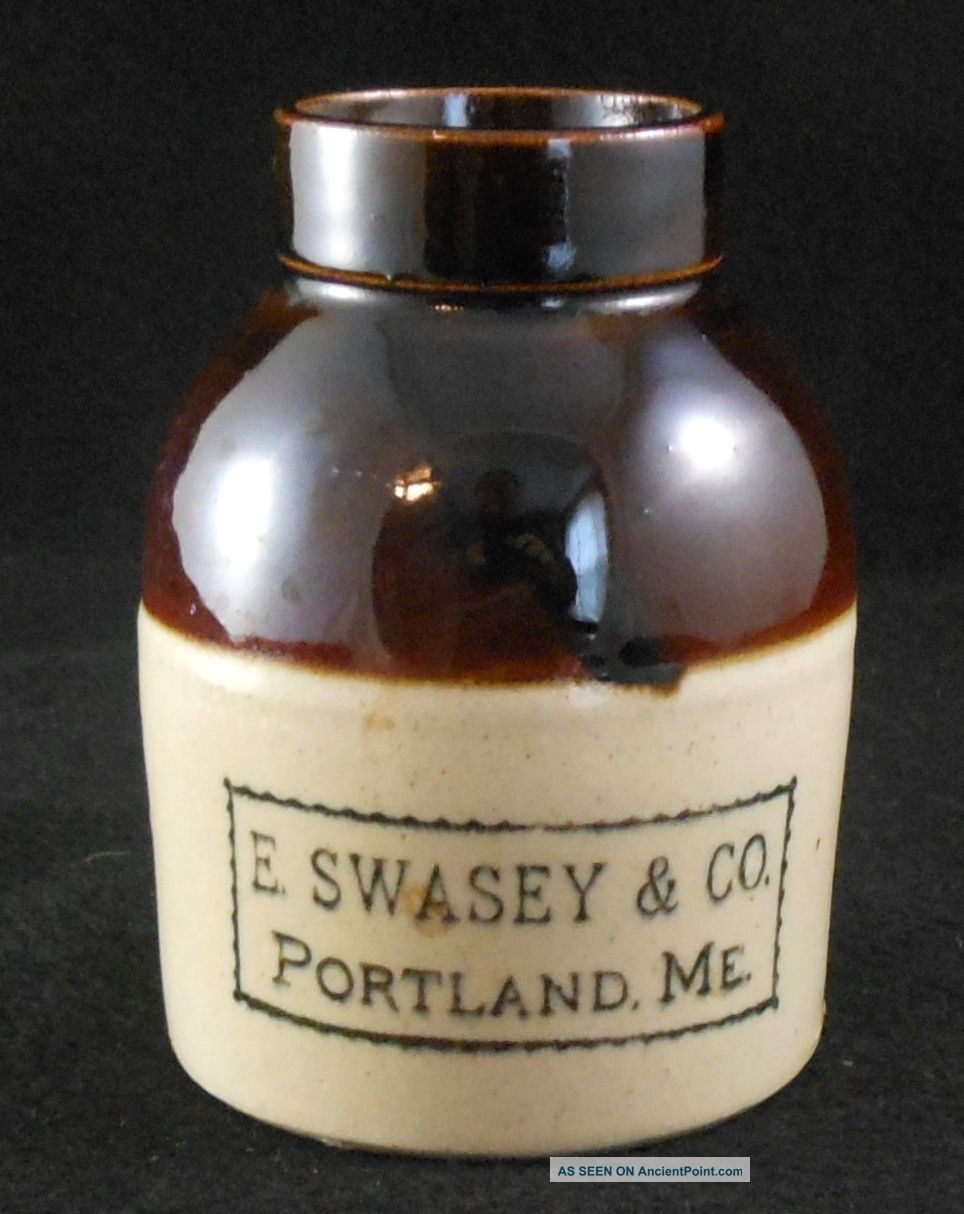 E. SWASEY & CO.
PORTLAND, ME.
AS SEEN ON AncientPoint.com